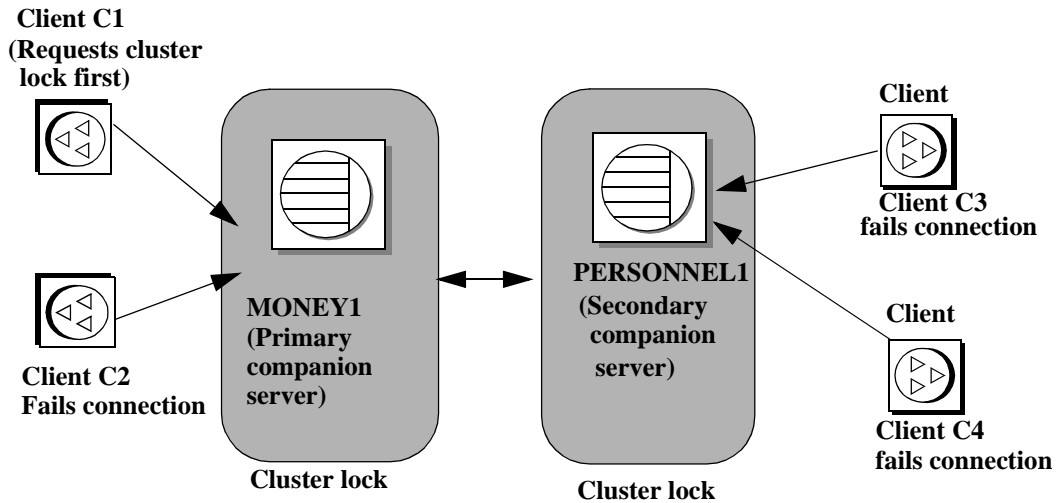 Client C1
(Requests cluster
lock first)
Client C2
Fails connection
MONEY1
(Primary
companion
server)
Cluster lock
PERSONNEL1
(Secondary
companion
server)
Cluster lock
Client
Client C3
fails connection
Client
Client C4
fails connection